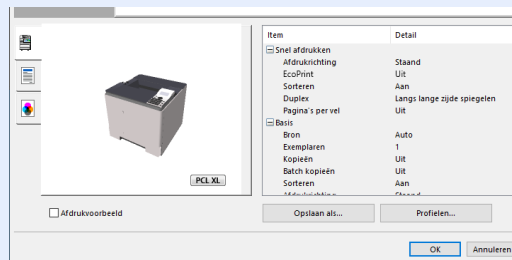 Item Detail
Snel afdrukken
Afdrukrichting Staand
EcoPrint Uit
Sorteren Aan
Duplex Langs lange zijde spiegelen
Pagina's per vel Uit
Basis
Bron Auto
Exemplaren 1
Kopieën Uit
Batch kopieën Uit
Sorteren Aan
PCL XL
Afdrukvoorbeeld
Opslaan als... Profielen...
OK Annuleren